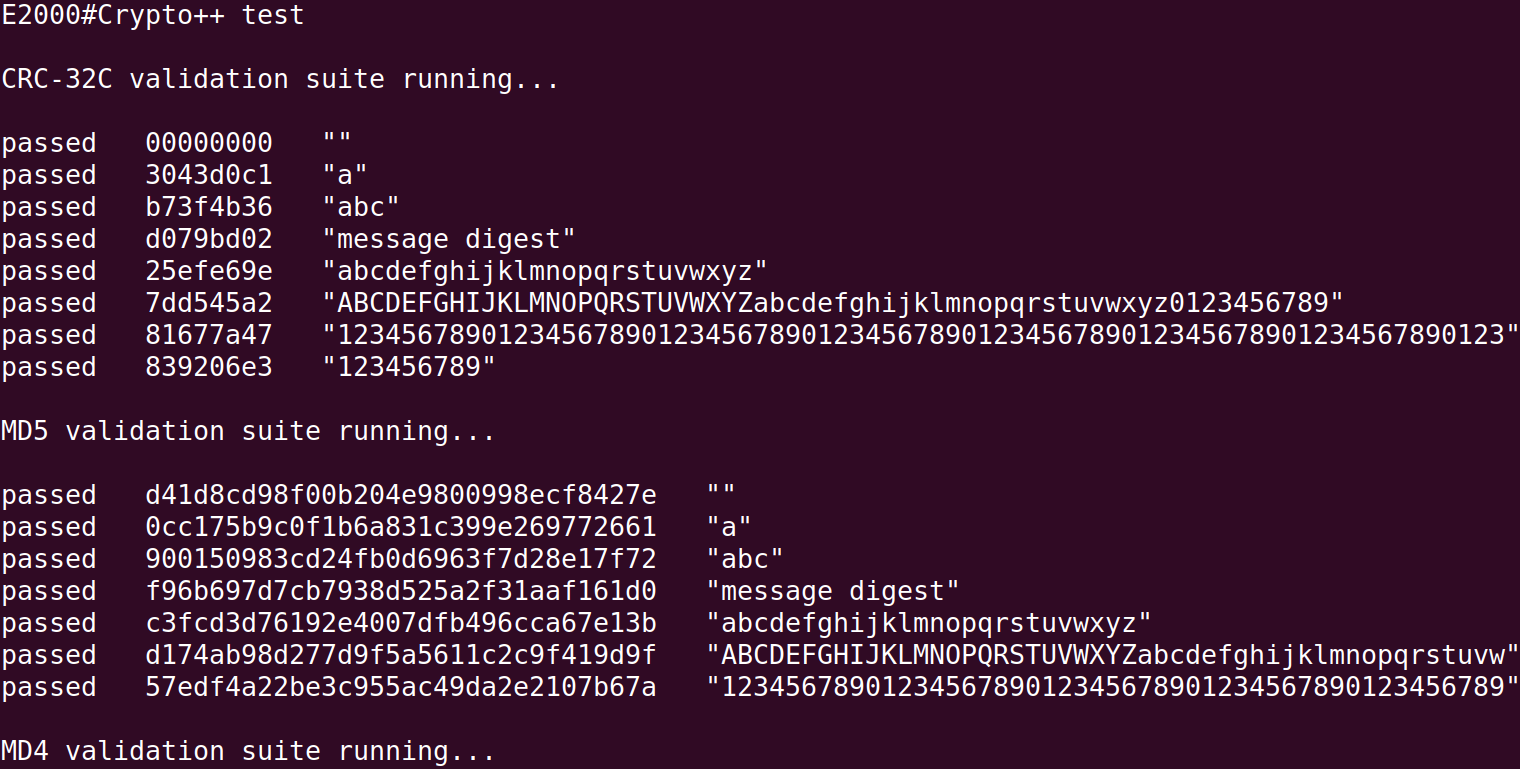 E2000#Crypto++ test
CRC-32C validation suite running...
passed   00000000   ""
passed   3043d0c1   "a"
passed   b73f4b36   "abc"
passed   d079bd02   "message digest"
passed   25efe69e   "abcdefghijklmnopqrstuvwxyz"
passed   7dd545a2   "ABCDEFGHIJKLMNOPQRSTUVWXYZabcdefghijklmnopqrstuvwxyz0123456789"
passed   81677a47   "1234567890123456789012345678901234567890123456789012345678901234567890123"
passed   839206e3   "123456789"
MD5 validation suite running...
passed   d41d8cd98f00b204e9800998ecf8427e   ""
passed   0cc175b9c0f1b6a831c399e269772661   "a"
passed   900150983cd24fb0d6963f7d28e17f72   "abc"
passed   f96b697d7cb7938d525a2f31aaf161d0   "message digest"
passed   c3fcd3d76192e4007dfb496cca67e13b   "abcdefghijklmnopqrstuvwxyz"
passed   d174ab98d277d9f5a5611c2c9f419d9f   "ABCDEFGHIJKLMNOPQRSTUVWXYZabcdefghijklmnopqrstuvw"
passed   57edf4a22be3c955ac49da2e2107b67a   "1234567890123456789012345678901234567890123456789"
MD4 validation suite running...